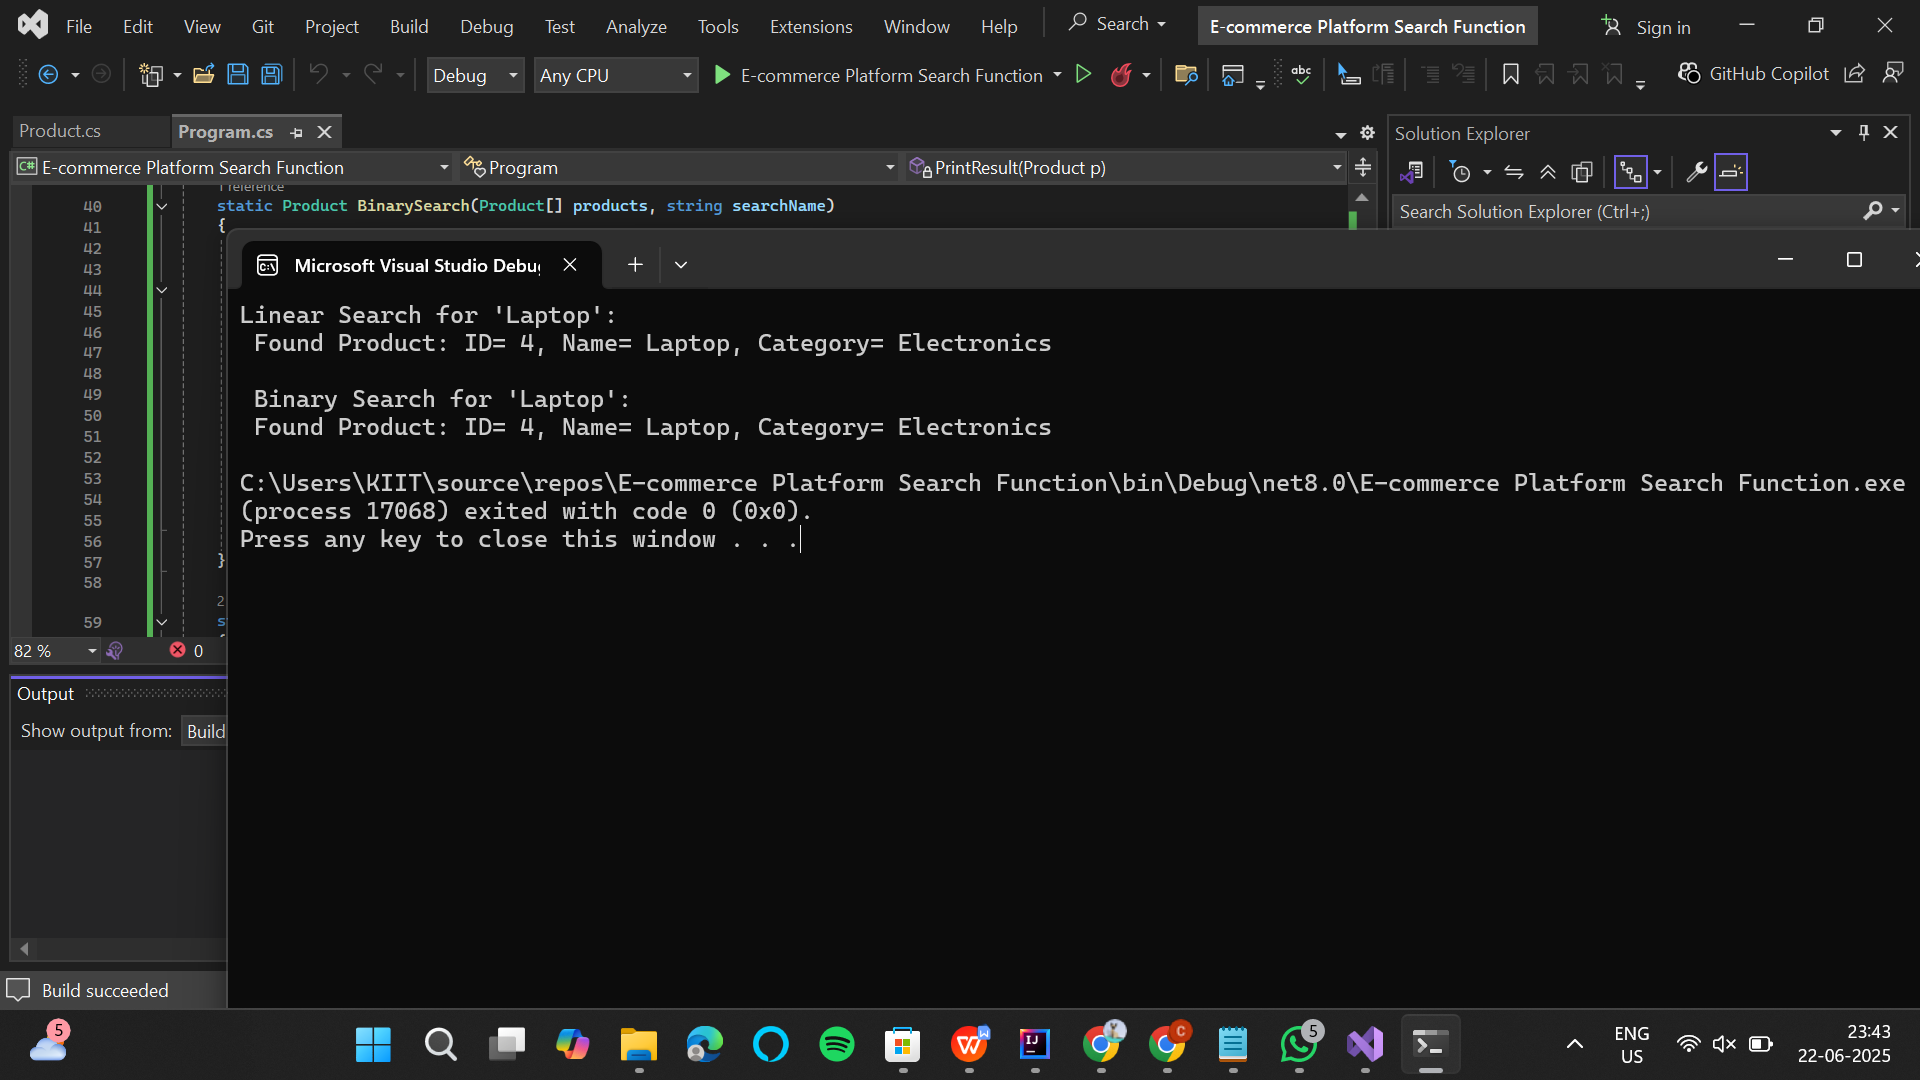 File Edit View Git Project Build Debug Test Analyze Tools Extensions Window Help Search E-commerce Platform Search Function Sign in
Debug Any CPU E-commerce Platform Search Function GitHub Copilot
Product.cs Program.cs
E-commerce Platform Search Function Program PrintResult(Product p)
1 reference
40 static Product BinarySearch(Product[] products, string searchName)
41 {
42
43
44
45
46
47
48
49
50
51
52
53
54
55
56
57 }
58
2
59 s
82 % 0
Output
Show output from: Build
Build succeeded
Solution Explorer
Search Solution Explorer (Ctrl+;)
Microsoft Visual Studio Debu
Linear Search for 'Laptop':
Found Product: ID= 4, Name= Laptop, Category= Electronics
Binary Search for 'Laptop':
Found Product: ID= 4, Name= Laptop, Category= Electronics
C:\Users\KIIT\source\repos\E-commerce Platform Search Function\bin\Debug\net8.0\E-commerce Platform Search Function.exe
(process 17068) exited with code 0 (0x0).
Press any key to close this window . . .
5
5
ENG
US
23:43
22-06-2025